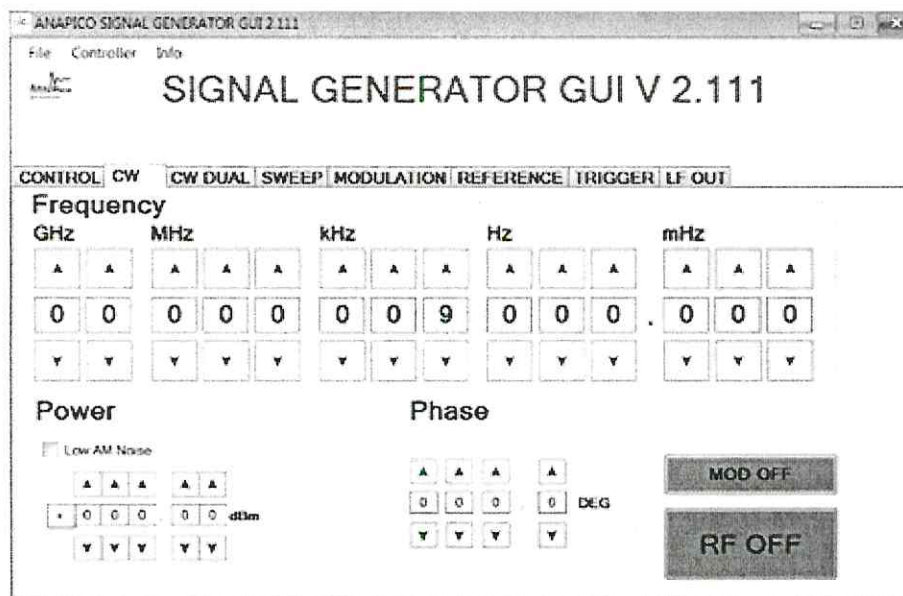 ANAPICO SIGNAL GENERATOR GUI 2.111
File Controller Info
SIGNAL GENERATOR GUI V 2.111
CONTROL CW CW DUAL SWEEP MODULATION REFERENCE TRIGGER LF OUT
Frequency
GHz MHz kHz Hz mHz
0 0 0 0 0 0 0 9 0 0 0 . 0 0 0
Power Phase
Low AM Noise
MOD OFF
0 0 0 . 0 0 dBm
0 0 0 . 0 DEG
RF OFF